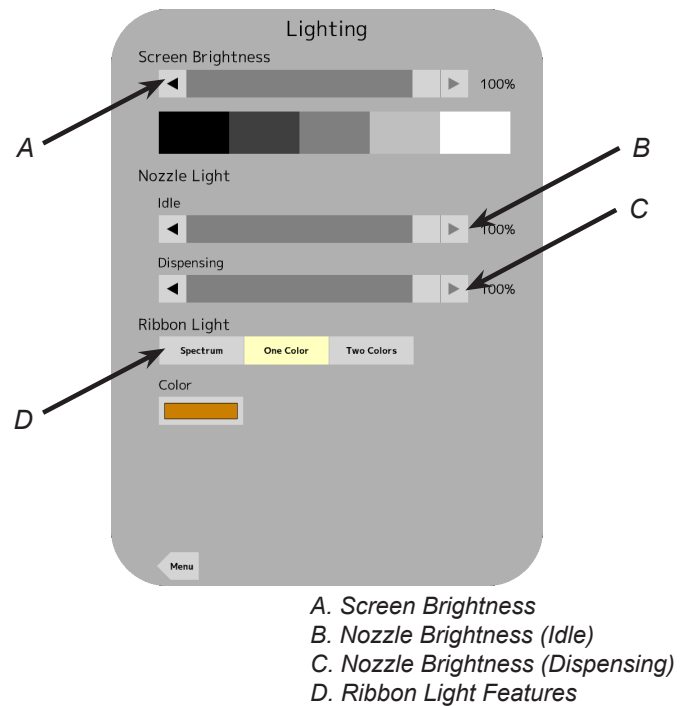 Lighting
Screen Brightness
100%
A
Nozzle Light
B
Idle
100%
C
Dispensing
100%
Ribbon Light
Spectrum One Color Two Colors
Color
D
Menu
A. Screen Brightness
B. Nozzle Brightness (Idle)
C. Nozzle Brightness (Dispensing)
D. Ribbon Light Features